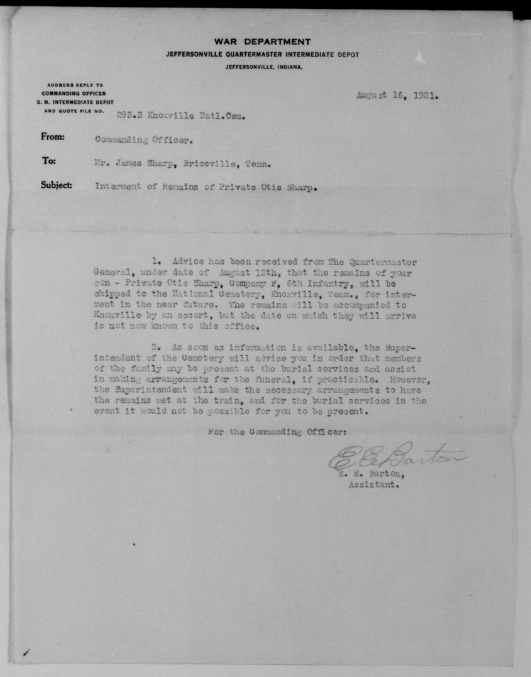 WAR DEPARTMENT
JEFFERSONVILLE QUARTERMASTER INTERMEDIATE DEPOT
JEFFERSONVILLE, INDIANA.
ADDRESS REPLY TO
COMMANDING OFFICER
Q. M. INTERMEDIATE DEPOT
AND QUOTE FILE NO.
August 16, 1921.
293.3 Knoxville Natl.Cem.
From: Commanding Officer.
To: Mr. James Sharp, Briceville, Tenn.
Subject: Interment of Remains of Private Otis Sharp.
1. Advice has been received from The Quartermaster
General, under date of August 12th, that the remains of your
son - Private Otis Sharp, Company F, 6th Infantry, will be
shipped to the National Cemetery, Knoxville, Tenn., for inter-
ment in the near future. The remains will be accompanied to
Knoxville by an escort, but the date on which they will arrive
is not now known to this office.
2. As soon as information is available, the Super-
intendent of the Cemetery will advise you in order that members
of the family may be present at the burial services and assist
in making arrangements for the funeral, if practicable. However,
the Superintendent will make the necessary arrangements to have
the remains met at the train, and for the burial services in the
event it would not be possible for you to be present.
For the Commanding Officer:
E E Barton
E. E. Barton,
Assistant.